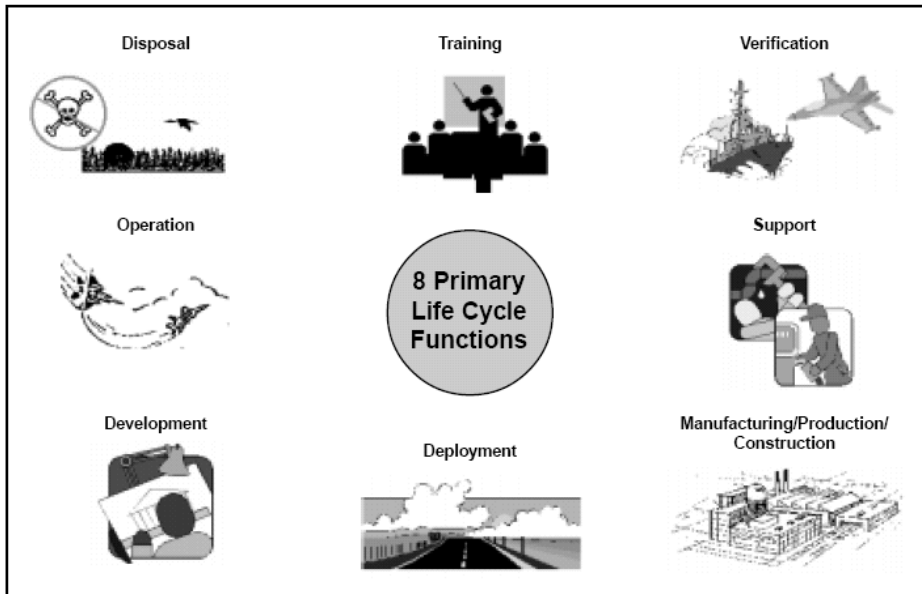 Disposal
Training
Verification
Operation
8 Primary
Life Cycle
Functions
Support
Development
Deployment
Manufacturing/Production/
Construction